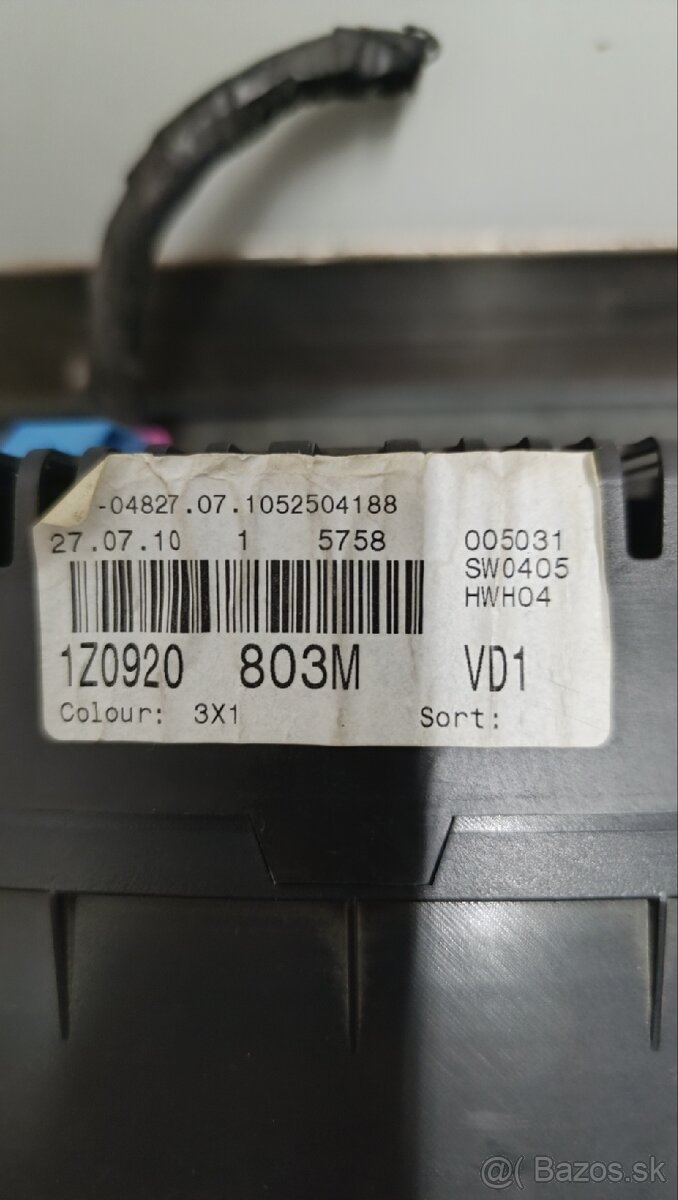 -04827.07.1052504188
27.07.10 1 5758 005031
SW0405
HWH04
1Z0920 803M VD1
Colour: 3X1 Sort:
@( Bazos.sk